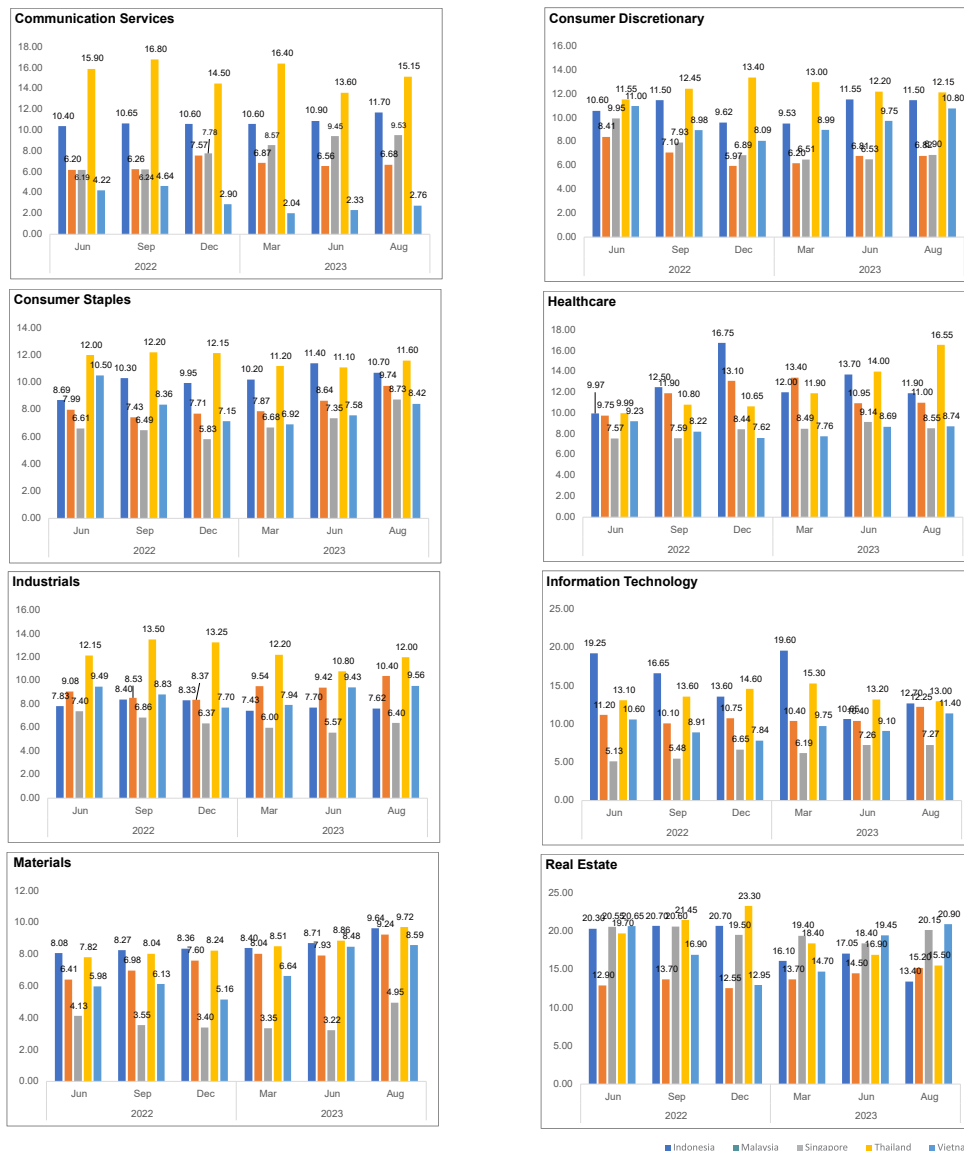 Communication Services
18.00
16.00
14.00
12.00
10.00
8.00
6.00
4.00
2.00
0.00
10.40 6.20 6.19 15.90 4.22
10.65 6.26 6.24 16.80 4.64
10.60 7.57 7.78 14.50 2.90
10.60 6.87 8.57 16.40 2.04
10.90 6.56 9.45 13.60 2.33
11.70 6.68 9.53 15.15 2.76
Jun Sep Dec Mar Jun Aug
2022 2023
Consumer Discretionary
16.00
14.00
12.00
10.00
8.00
6.00
4.00
2.00
0.00
10.60 8.41 9.95 11.55 11.00
11.50 7.10 7.93 12.45 8.98
9.62 5.97 6.89 13.40 8.09
9.53 6.20 6.51 13.00 8.99
11.55 6.81 6.53 12.20 9.75
11.50 6.82 6.90 12.15 10.80
Jun Sep Dec Mar Jun Aug
2022 2023
Consumer Staples
14.00
12.00
10.00
8.00
6.00
4.00
2.00
0.00
8.69 7.99 6.61 12.00 10.50
10.30 7.43 6.49 12.20 8.36
9.95 7.71 5.83 12.15 7.15
10.20 7.87 6.68 11.20 6.92
11.40 8.64 7.35 11.10 7.58
10.70 9.74 8.73 11.60 8.42
Jun Sep Dec Mar Jun Aug
2022 2023
Healthcare
18.00
16.00
14.00
12.00
10.00
8.00
6.00
4.00
2.00
0.00
9.97 9.75 7.57 9.99 9.23
12.50 11.90 7.59 10.80 8.22
16.75 13.10 8.44 10.65 7.62
12.00 13.40 8.49 11.90 7.76
13.70 10.95 9.14 14.00 8.69
11.90 11.00 8.55 16.55 8.74
Jun Sep Dec Mar Jun Aug
2022 2023
Industrials
16.00
14.00
12.00
10.00
8.00
6.00
4.00
2.00
0.00
7.83 9.08 7.40 12.15 9.49
8.40 8.53 6.86 13.50 8.83
8.33 8.37 6.37 13.25 7.70
7.43 9.54 6.00 12.20 7.94
7.70 9.42 5.57 10.80 9.43
7.62 10.40 6.40 12.00 9.56
Jun Sep Dec Mar Jun Aug
2022 2023
Information Technology
25.00
20.00
15.00
10.00
5.00
0.00
19.25 11.20 5.13 13.10 10.60
16.65 10.10 5.48 13.60 8.91
13.60 10.75 6.65 14.60 7.84
19.60 10.40 6.19 15.30 9.75
10.40 7.26 13.20 9.10
12.70 12.25 7.27 13.00 11.40
Jun Sep Dec Mar Jun Aug
2022 2023
Materials
12.00
10.00
8.00
6.00
4.00
2.00
0.00
8.08 6.41 4.13 7.82 5.98
8.27 6.98 3.55 8.04 6.13
8.36 7.60 3.40 8.24 5.16
8.40 8.04 3.35 8.51 6.64
8.71 7.93 3.22 8.86 8.48
9.64 9.24 4.95 9.72 8.59
Jun Sep Dec Mar Jun Aug
2022 2023
Real Estate
25.00
20.00
15.00
10.00
5.00
0.00
20.30 12.90 20.55 19.70 20.65
20.70 13.70 20.60 21.45 16.90
20.70 12.55 19.50 23.30 12.95
16.10 13.70 19.40 18.40 14.70
17.05 14.50 18.40 16.90 19.45
13.40 15.20 20.15 15.50 20.90
Jun Sep Dec Mar Jun Aug
2022 2023
Indonesia Malaysia Singapore Thailand Vietna